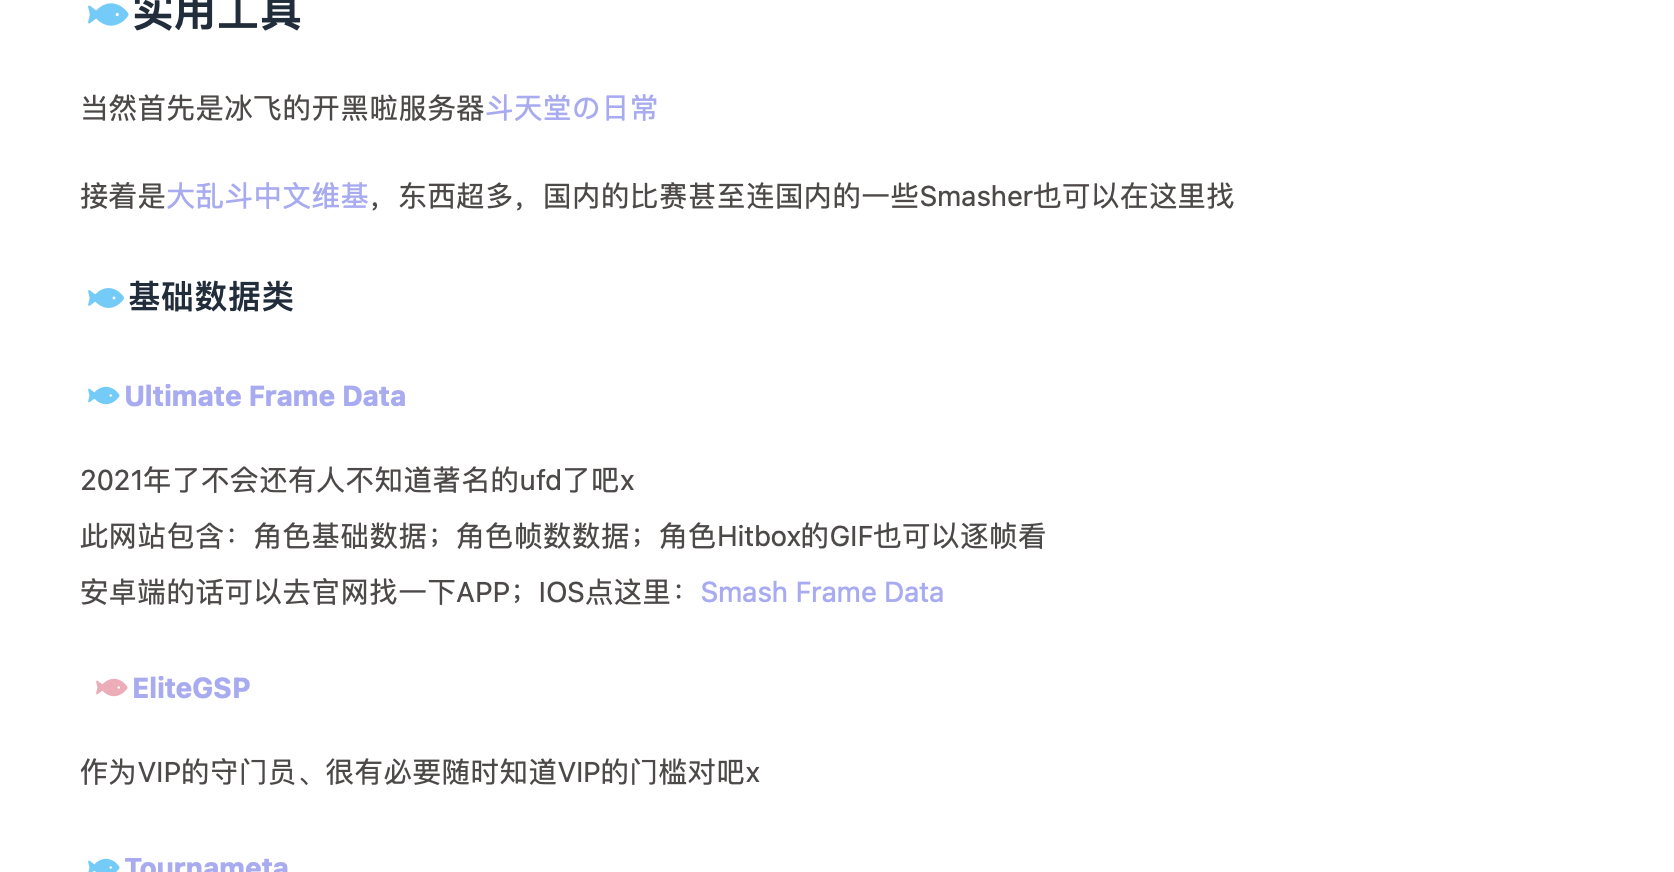 实用工具
当然首先是冰飞的开黑啦服务器斗天堂の日常
接着是大乱斗中文维基，东西超多，国内的比赛甚至连国内的一些Smasher也可以在这里找
基础数据类
Ultimate Frame Data
2021年了不会还有人不知道著名的ufd了吧x
此网站包含：角色基础数据；角色帧数数据；角色Hitbox的GIF也可以逐帧看
安卓端的话可以去官网找一下APP；IOS点这里：Smash Frame Data
EliteGSP
作为VIP的守门员、很有必要随时知道VIP的门槛对吧x
Tournameta